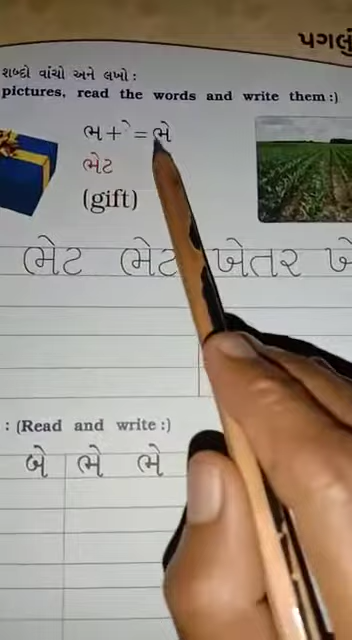 પગલું
શબ્દો વાંચો અને લખો :
pictures, read the words and write them :)
ભ + ે = ભે
ભેટ
(gift)
ભેટ ભેટ ખેતર ખે
: (Read and write :)
બે ભે ભે